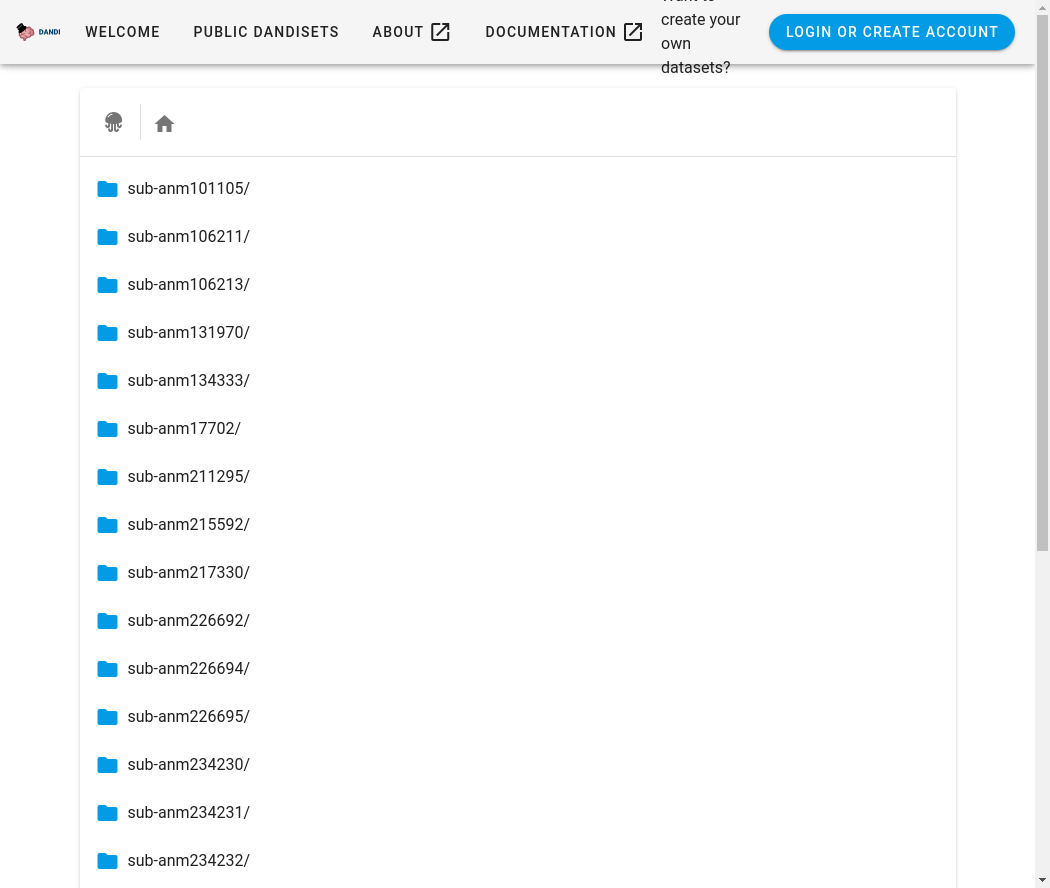 DANDI
WELCOME
PUBLIC DANDISETS
ABOUT
DOCUMENTATION
create your
own
datasets?
LOGIN OR CREATE ACCOUNT
sub-anm101105/
sub-anm106211/
sub-anm106213/
sub-anm131970/
sub-anm134333/
sub-anm17702/
sub-anm211295/
sub-anm215592/
sub-anm217330/
sub-anm226692/
sub-anm226694/
sub-anm226695/
sub-anm234230/
sub-anm234231/
sub-anm234232/